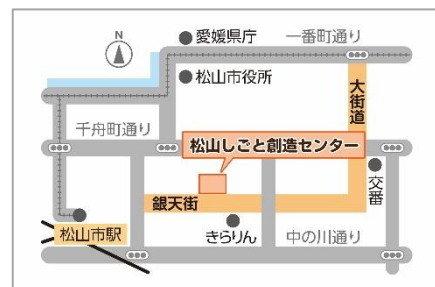 N
愛媛県庁
一番町通り
松山市役所
大街道
千舟町通り
松山しごと創造センター
交番
銀天街
松山市駅
きらりん
中の川通り